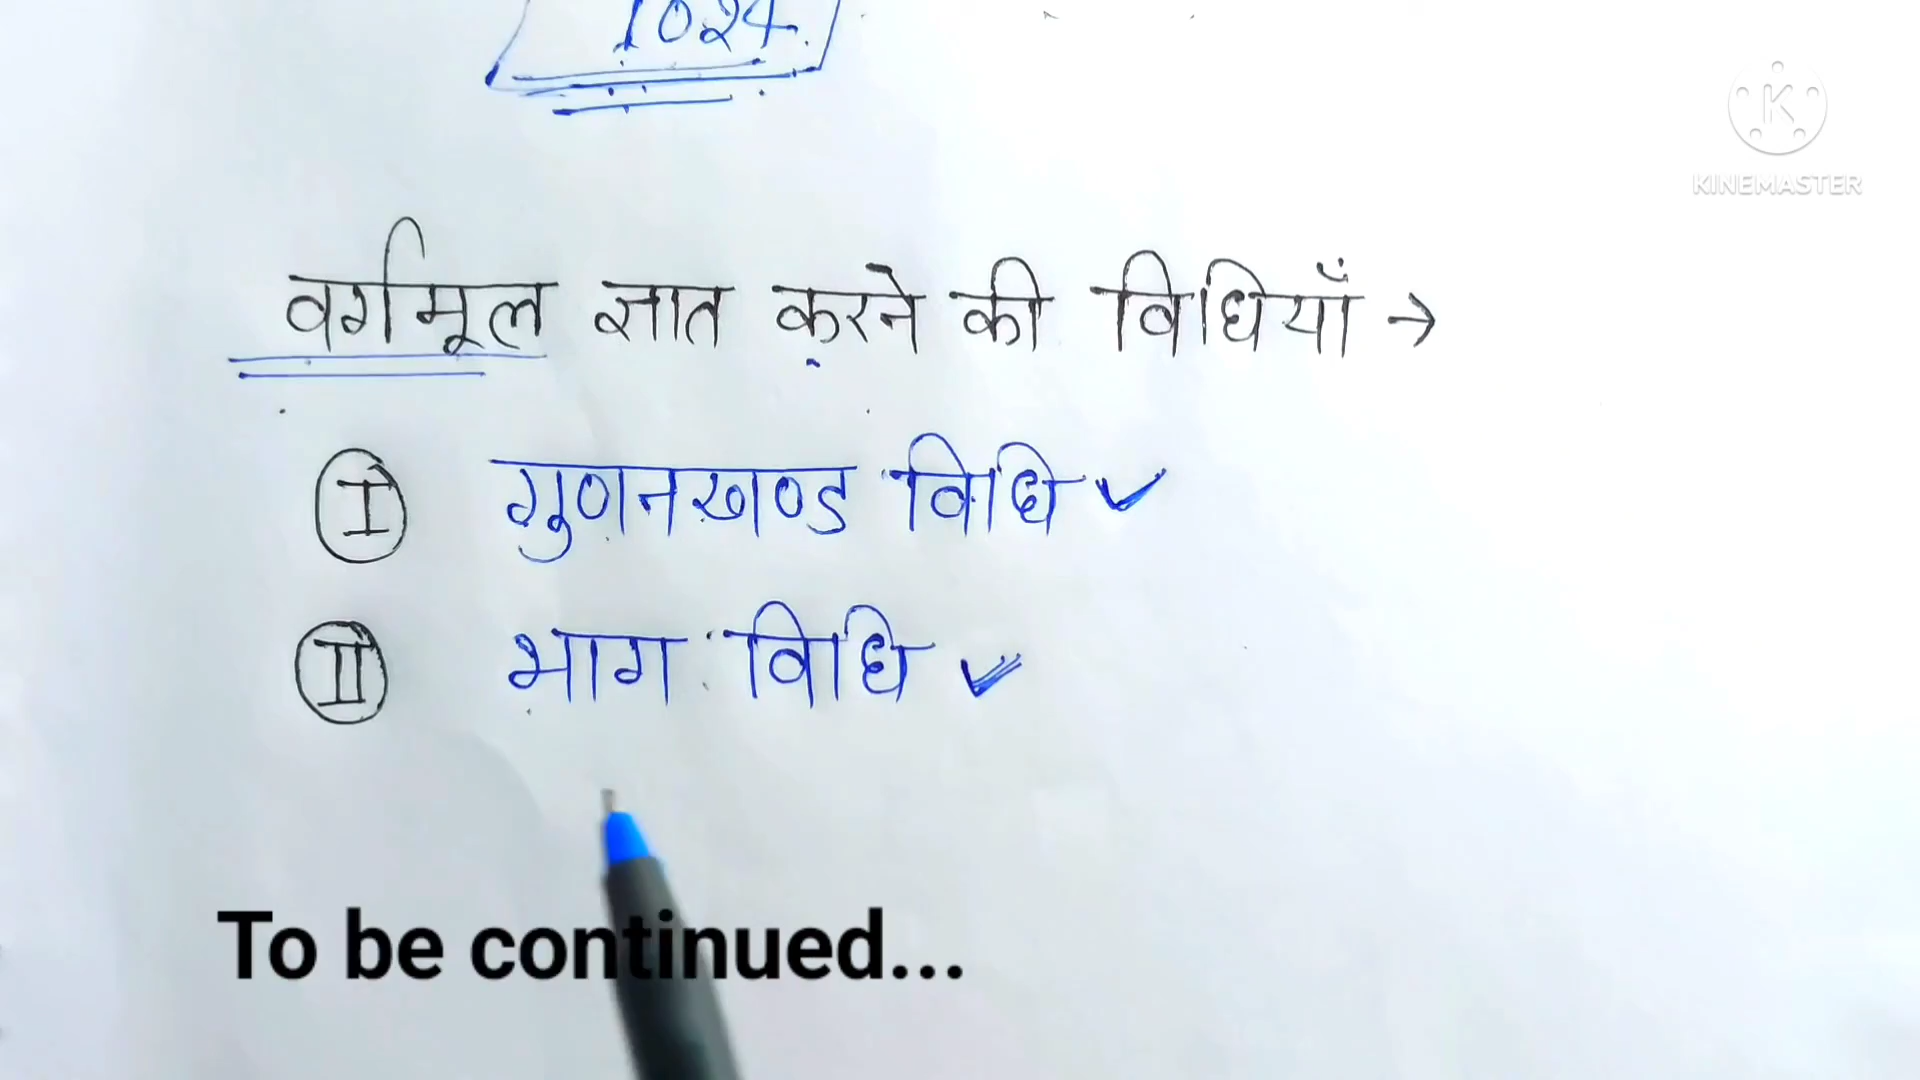 1024
KINEMASTER
वर्गमूल ज्ञात करने की विधियाँ →
I गुणनखण्ड विधि ✓
II भाग विधि ✓
To be continued...